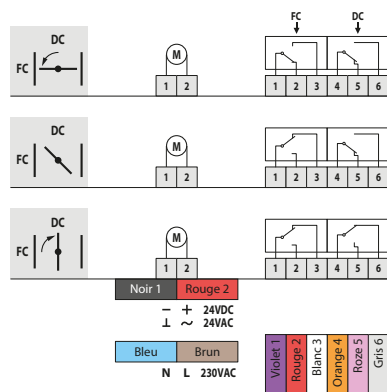 FC DC
DC
FC
M
1 2
1 2 3 4 5 6
DC
FC
M
1 2
1 2 3 4 5 6
DC
FC
M
1 2
1 2 3 4 5 6
Noir 1 Rouge 2
− + 24VDC
⊥ ~ 24VAC
Bleu Brun
N L 230VAC
Violet 1
Rouge 2
Blanc 3
Orange 4
Roze 5
Gris 6